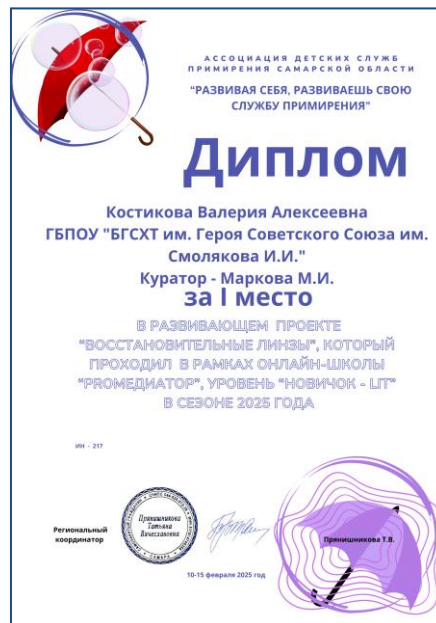 АССОЦИАЦИЯ ДЕТСКИХ СЛУЖБ
ПРИМИРЕНИЯ САМАРСКОЙ ОБЛАСТИ
"РАЗВИВАЯ СЕБЯ, РАЗВИВАЕШЬ СВОЮ
СЛУЖБУ ПРИМИРЕНИЯ"
Диплом
Костикова Валерия Алексеевна
ГБПОУ "БГСХТ им. Героя Советского Союза им.
Смолякова И.И."
Куратор - Маркова М.И.
за I место
В РАЗВИВАЮЩЕМ ПРОЕКТЕ
"ВОССТАНОВИТЕЛЬНЫЕ ЛИНЗЫ", КОТОРЫЙ
ПРОХОДИЛ В РАМКАХ ОНЛАЙН-ШКОЛЫ
"PROМЕДИАТОР", УРОВЕНЬ "НОВИЧОК - LIT"
В СЕЗОНЕ 2025 ГОДА
ИН - 217
Региональный
координатор
Прянишникова
Татьяна
Вячеславовна
Прянишникова Т.В.
10-15 февраля 2025 год